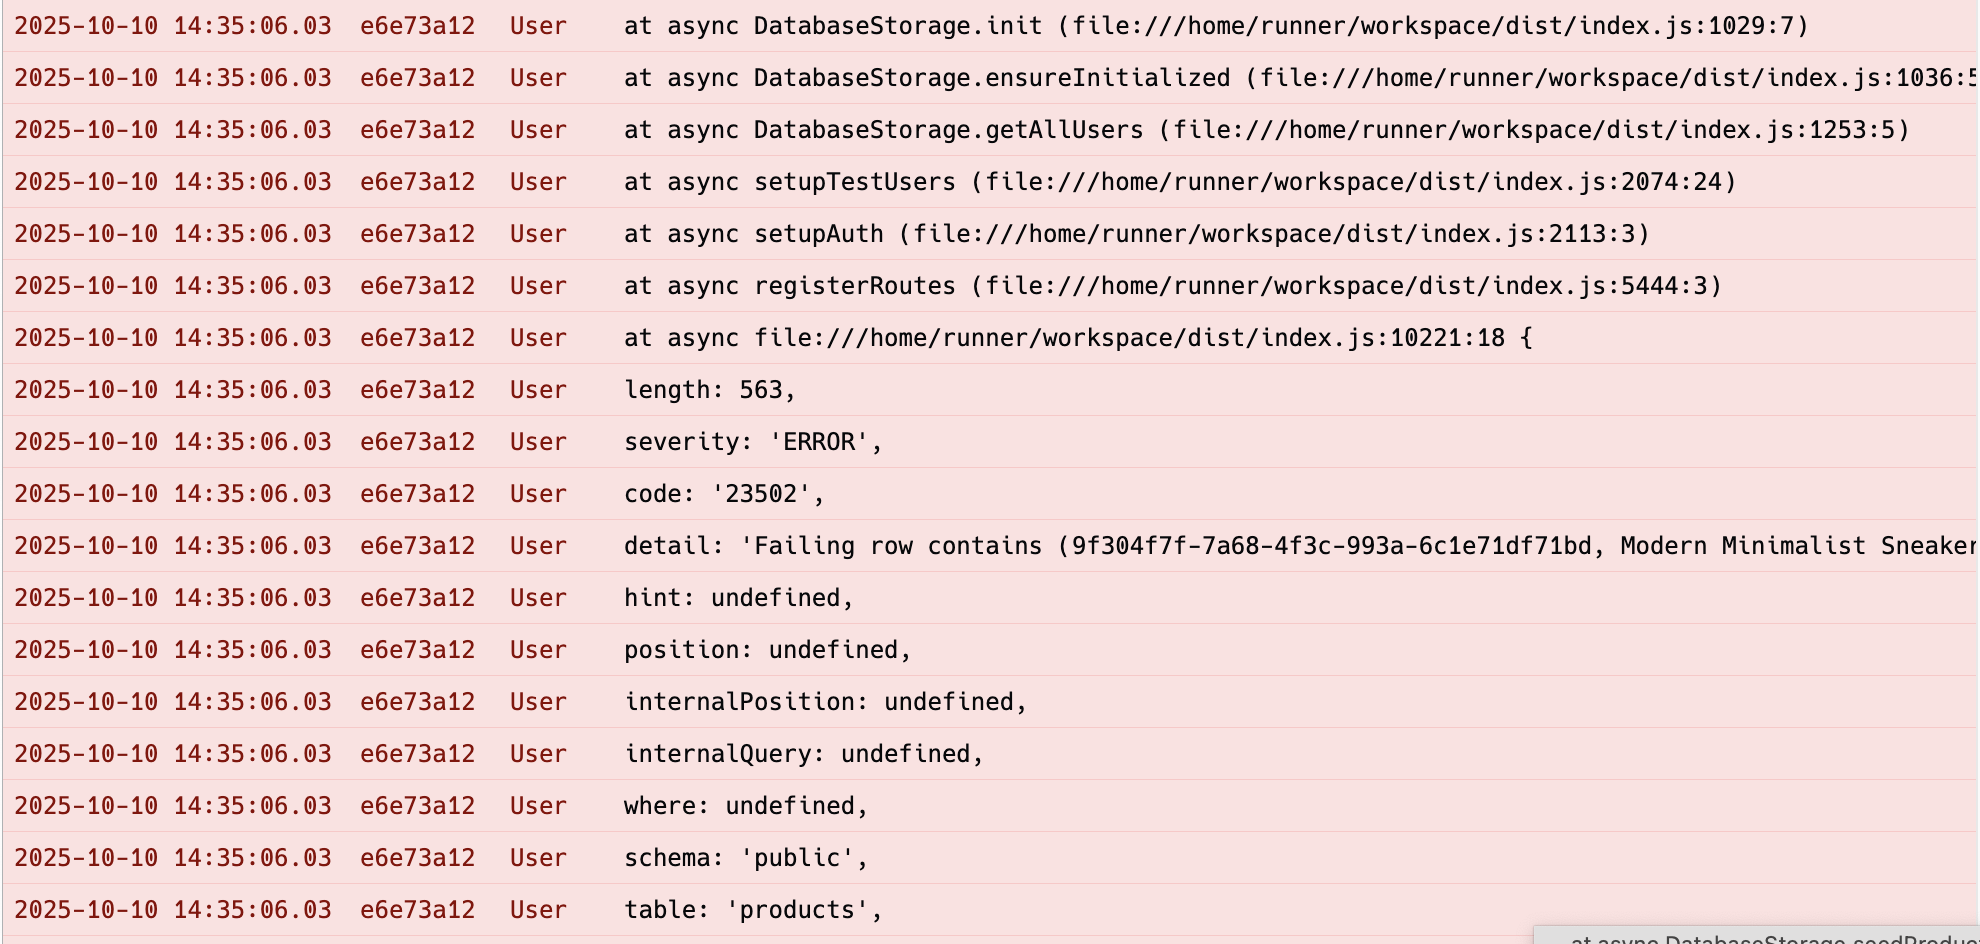 2025-10-10 14:35:06.03 e6e73a12 User at async DatabaseStorage.init (file:///home/runner/workspace/dist/index.js:1029:7)
2025-10-10 14:35:06.03 e6e73a12 User at async DatabaseStorage.ensureInitialized (file:///home/runner/workspace/dist/index.js:1036:5
2025-10-10 14:35:06.03 e6e73a12 User at async DatabaseStorage.getAllUsers (file:///home/runner/workspace/dist/index.js:1253:5)
2025-10-10 14:35:06.03 e6e73a12 User at async setupTestUsers (file:///home/runner/workspace/dist/index.js:2074:24)
2025-10-10 14:35:06.03 e6e73a12 User at async setupAuth (file:///home/runner/workspace/dist/index.js:2113:3)
2025-10-10 14:35:06.03 e6e73a12 User at async registerRoutes (file:///home/runner/workspace/dist/index.js:5444:3)
2025-10-10 14:35:06.03 e6e73a12 User at async file:///home/runner/workspace/dist/index.js:10221:18 {
2025-10-10 14:35:06.03 e6e73a12 User length: 563,
2025-10-10 14:35:06.03 e6e73a12 User severity: 'ERROR',
2025-10-10 14:35:06.03 e6e73a12 User code: '23502',
2025-10-10 14:35:06.03 e6e73a12 User detail: 'Failing row contains (9f304f7f-7a68-4f3c-993a-6c1e71df71bd, Modern Minimalist Sneaker
2025-10-10 14:35:06.03 e6e73a12 User hint: undefined,
2025-10-10 14:35:06.03 e6e73a12 User position: undefined,
2025-10-10 14:35:06.03 e6e73a12 User internalPosition: undefined,
2025-10-10 14:35:06.03 e6e73a12 User internalQuery: undefined,
2025-10-10 14:35:06.03 e6e73a12 User where: undefined,
2025-10-10 14:35:06.03 e6e73a12 User schema: 'public',
2025-10-10 14:35:06.03 e6e73a12 User table: 'products',
at async